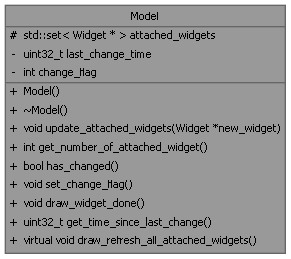 Model
# std::set< Widget * > attached_widgets
- uint32_t last_change_time
- int change_flag
+ Model()
+ ~Model()
+ void update_attached_widgets(Widget *new_widget)
+ int get_number_of_attached_widget()
+ bool has_changed()
+ void set_change_flag()
+ void draw_widget_done()
+ uint32_t get_time_since_last_change()
+ virtual void draw_refresh_all_attached_widgets()